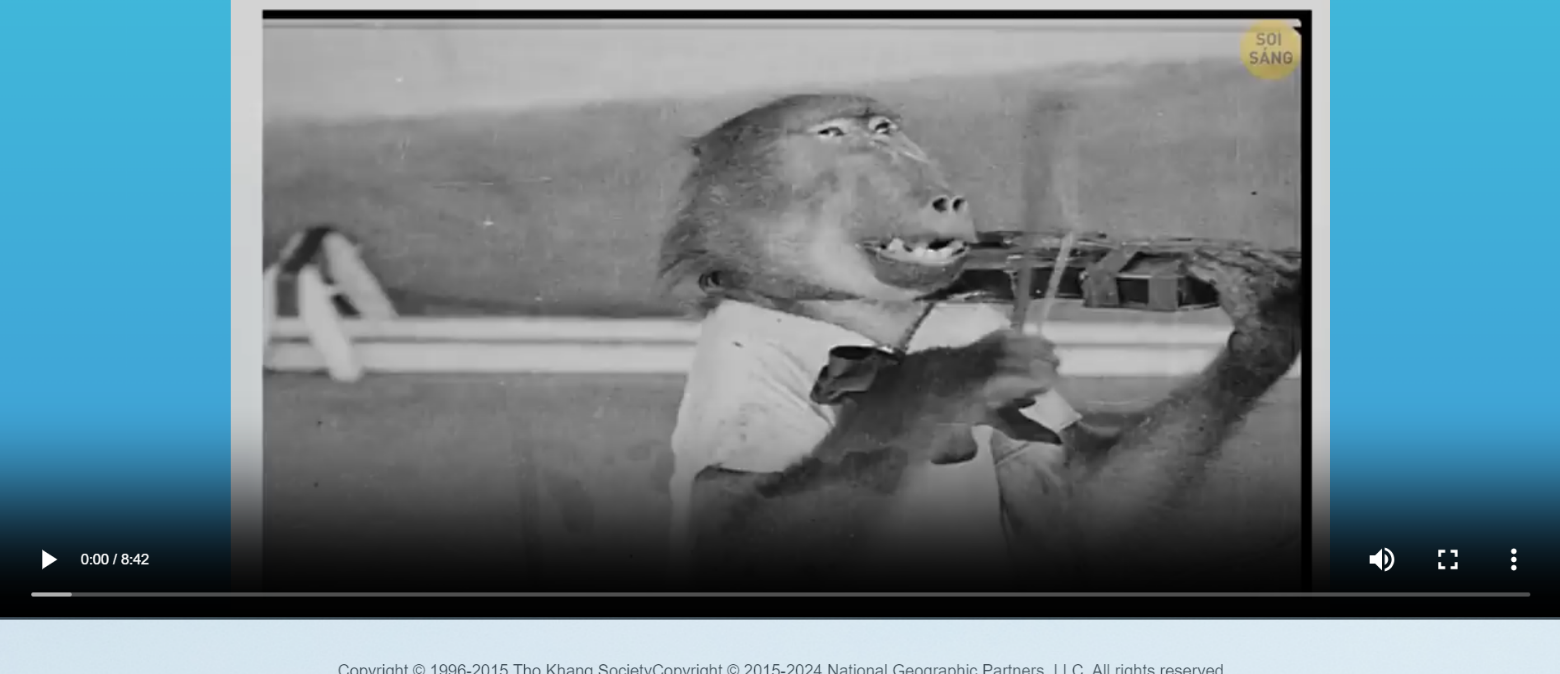 SOI
SÁNG
0:00 / 8:42
Copyright © 1996-2015 Tho Khang SocietyCopyright © 2015-2024 National Geographic Partners, LLC. All rights reserved